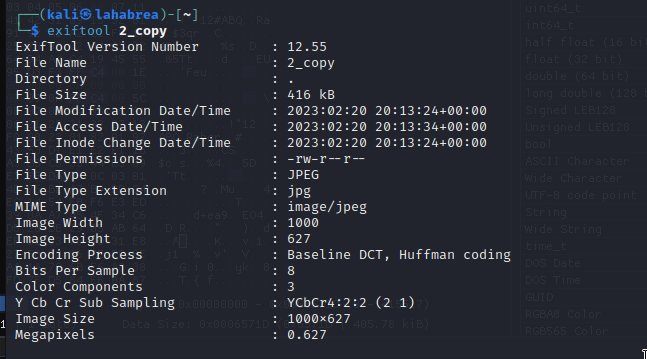 (kali㉿lahabrea)-[~]
$ exiftool 2_copy
ExifTool Version Number : 12.55
File Name : 2_copy
Directory : .
File Size : 416 kB
File Modification Date/Time : 2023:02:20 20:13:24+00:00
File Access Date/Time : 2023:02:20 20:13:34+00:00
File Inode Change Date/Time : 2023:02:20 20:13:24+00:00
File Permissions : -rw-r--r--
File Type : JPEG
File Type Extension : jpg
MIME Type : image/jpeg
Image Width : 1000
Image Height : 627
Encoding Process : Baseline DCT, Huffman coding
Bits Per Sample : 8
Color Components : 3
Y Cb Cr Sub Sampling : YCbCr4:2:2 (2 1)
Image Size : 1000×627
Megapixels : 0.627
uint64_t
int64_t
half float (16 bi
float (32 bit)
double (64 bit)
long double (128
Signed LEB128
Unsigned LEB128
bool
ASCII Character
Wide Character
UTF-8 code point
String
Wide String
time_t
DOS Date
DOS Time
GUID
RGBA8 Color
RGB565 Color